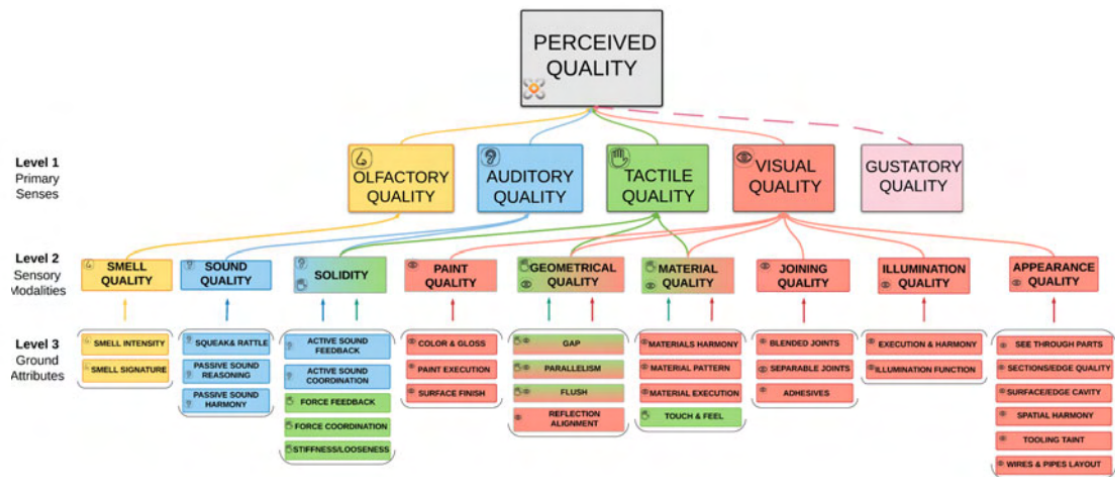 PERCEIVED
QUALITY
Level 1
Primary
Senses
OLFACTORY
QUALITY
AUDITORY
QUALITY
TACTILE
QUALITY
VISUAL
QUALITY
GUSTATORY
QUALITY
Level 2
Sensory
Modalities
SMELL
QUALITY
SOUND
QUALITY
SOLIDITY
PAINT
QUALITY
GEOMETRICAL
QUALITY
MATERIAL
QUALITY
JOINING
QUALITY
ILLUMINATION
QUALITY
APPEARANCE
QUALITY
Level 3
Ground
Attributes
SMELL INTENSITY
SMELL SIGNATURE
SQUEAK& RATTLE
PASSIVE SOUND
REASONING
PASSIVE SOUND
HARMONY
ACTIVE SOUND
FEEDBACK
ACTIVE SOUND
COORDINATION
FORCE FEEDBACK
FORCE COORDINATION
STIFFNESS/LOOSENESS
COLOR & GLOSS
PAINT EXECUTION
SURFACE FINISH
GAP
PARALLELISM
FLUSH
REFLECTION
ALIGNMENT
MATERIALS HARMONY
MATERIAL PATTERN
MATERIAL EXECUTION
TOUCH & FEEL
BLENDED JOINTS
SEPARABLE JOINTS
ADHESIVES
EXECUTION & HARMONY
ILLUMINATION FUNCTION
SEE THROUGH PARTS
SECTIONS/EDGE QUALITY
SURFACE/EDGE CAVITY
SPATIAL HARMONY
TOOLING TAINT
WIRES & PIPES LAYOUT